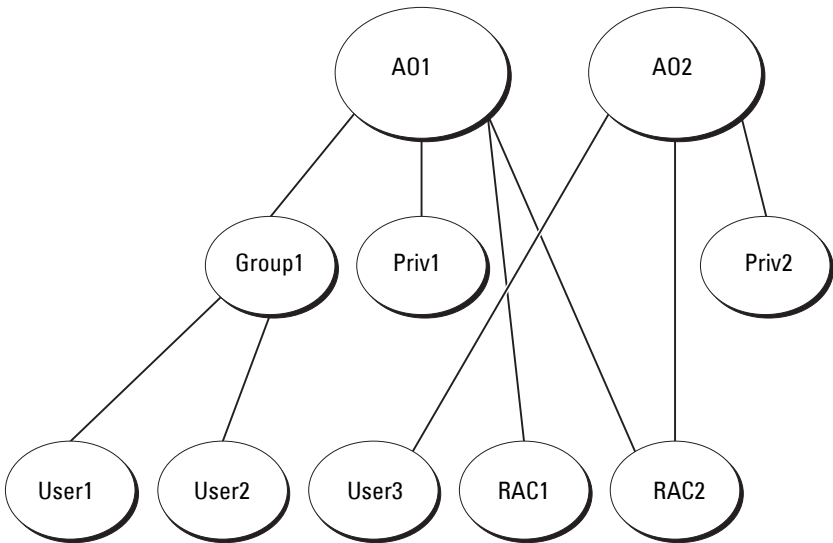 AO1
AO2
Group1
Priv1
Priv2
User1
User2
User3
RAC1
RAC2